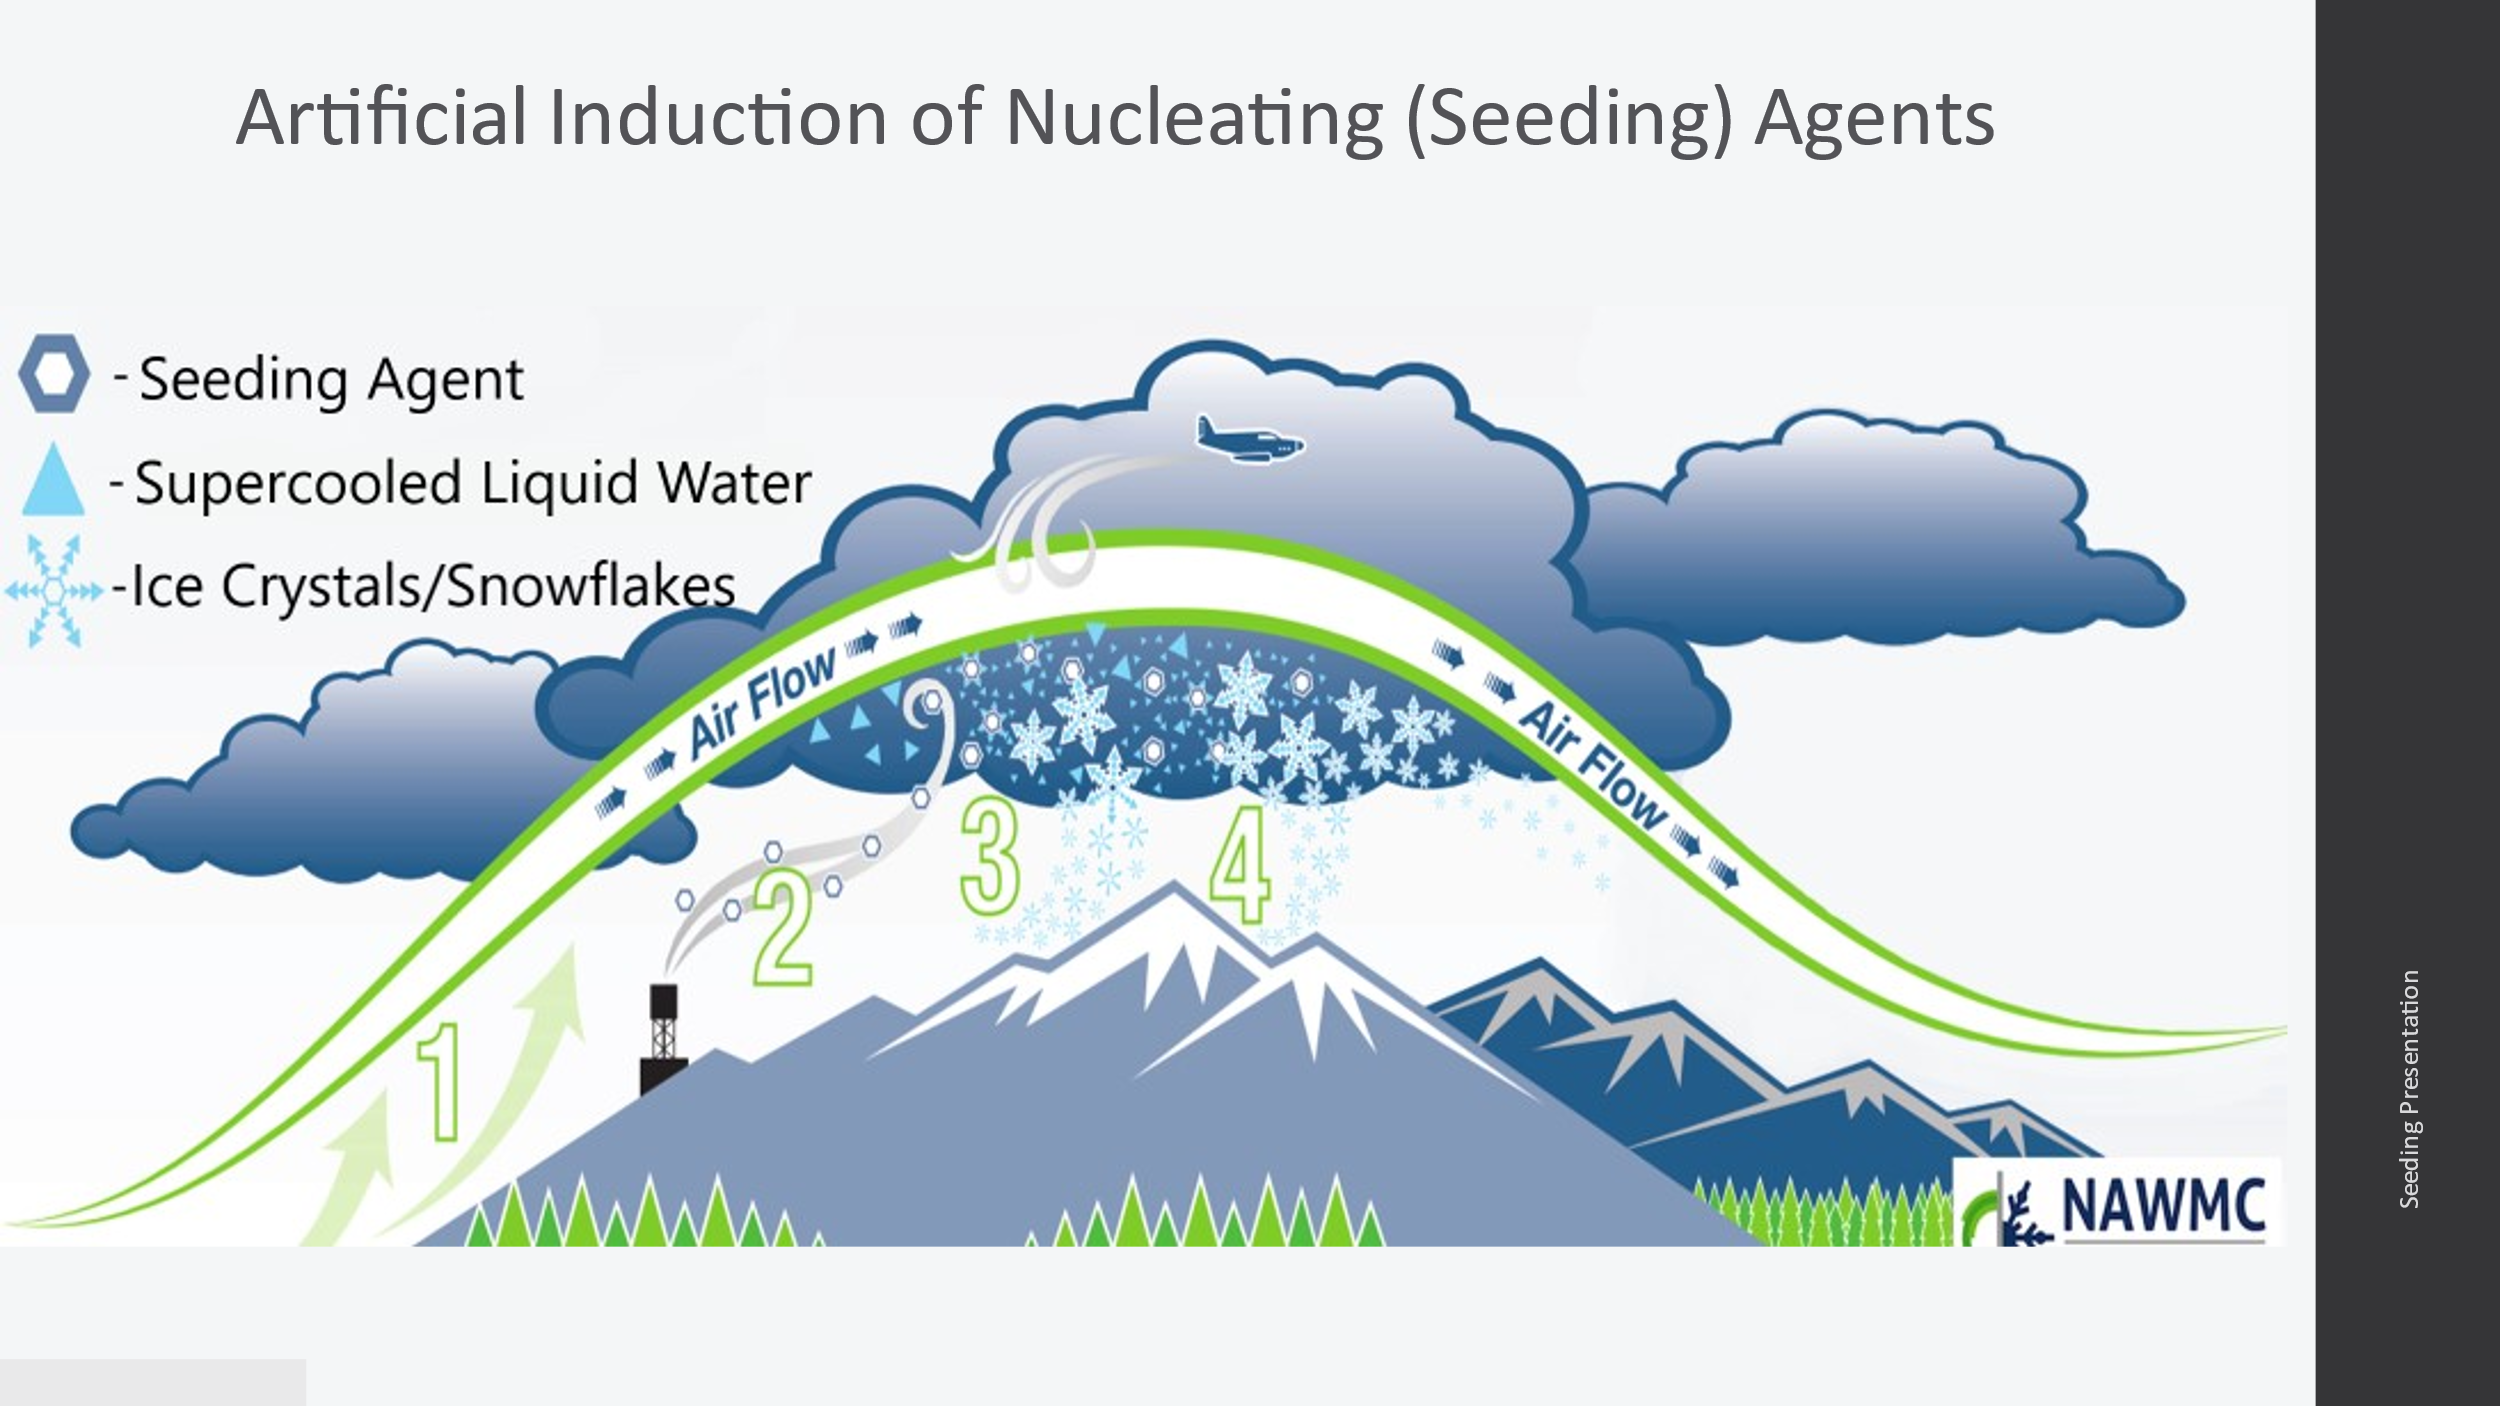 Artificial Induction of Nucleating (Seeding) Agents
- Seeding Agent
- Supercooled Liquid Water
-Ice Crystals/Snowflakes
Air Flow
Air Flow
1
2
3
4
NAWMC
Seeding Presentation